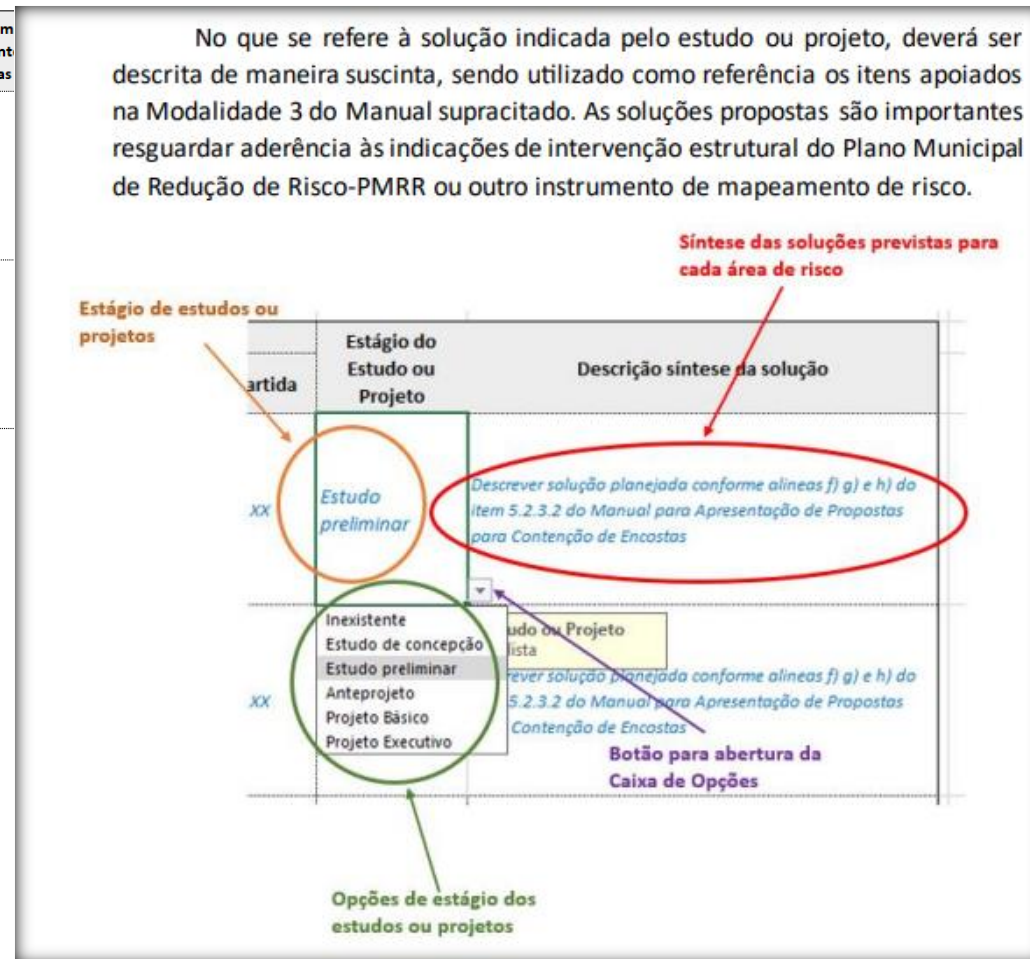 No que se refere à solução indicada pelo estudo ou projeto, deverá ser
descrita de maneira suscinta, sendo utilizado como referência os itens apoiados
na Modalidade 3 do Manual supracitado. As soluções propostas são importantes
resguardar aderência às indicações de intervenção estrutural do Plano Municipal
de Redução de Risco-PMRR ou outro instrumento de mapeamento de risco.
Síntese das soluções previstas para
cada área de risco
Estágio de estudos ou
projetos
artida
Estágio do
Estudo ou
Projeto
Descrição síntese da solução
XX
Estudo
preliminar
Descrever solução planejada conforme alineas f) g) e h) do
item 5.2.3.2 do Manual para Apresentação de Propostas
para Contenção de Encostas
Inexistente
Estudo de concepção
Estudo preliminar
Anteprojeto
Projeto Básico
Projeto Executivo
udo ou Projeto
lista
XX
rever solução planejada conforme alineas f) g) e h) do
5.2.3.2 do Manual para Apresentação de Propostas
Contenção de Encostas
Botão para abertura da
Caixa de Opções
Opções de estágio dos
estudos ou projetos